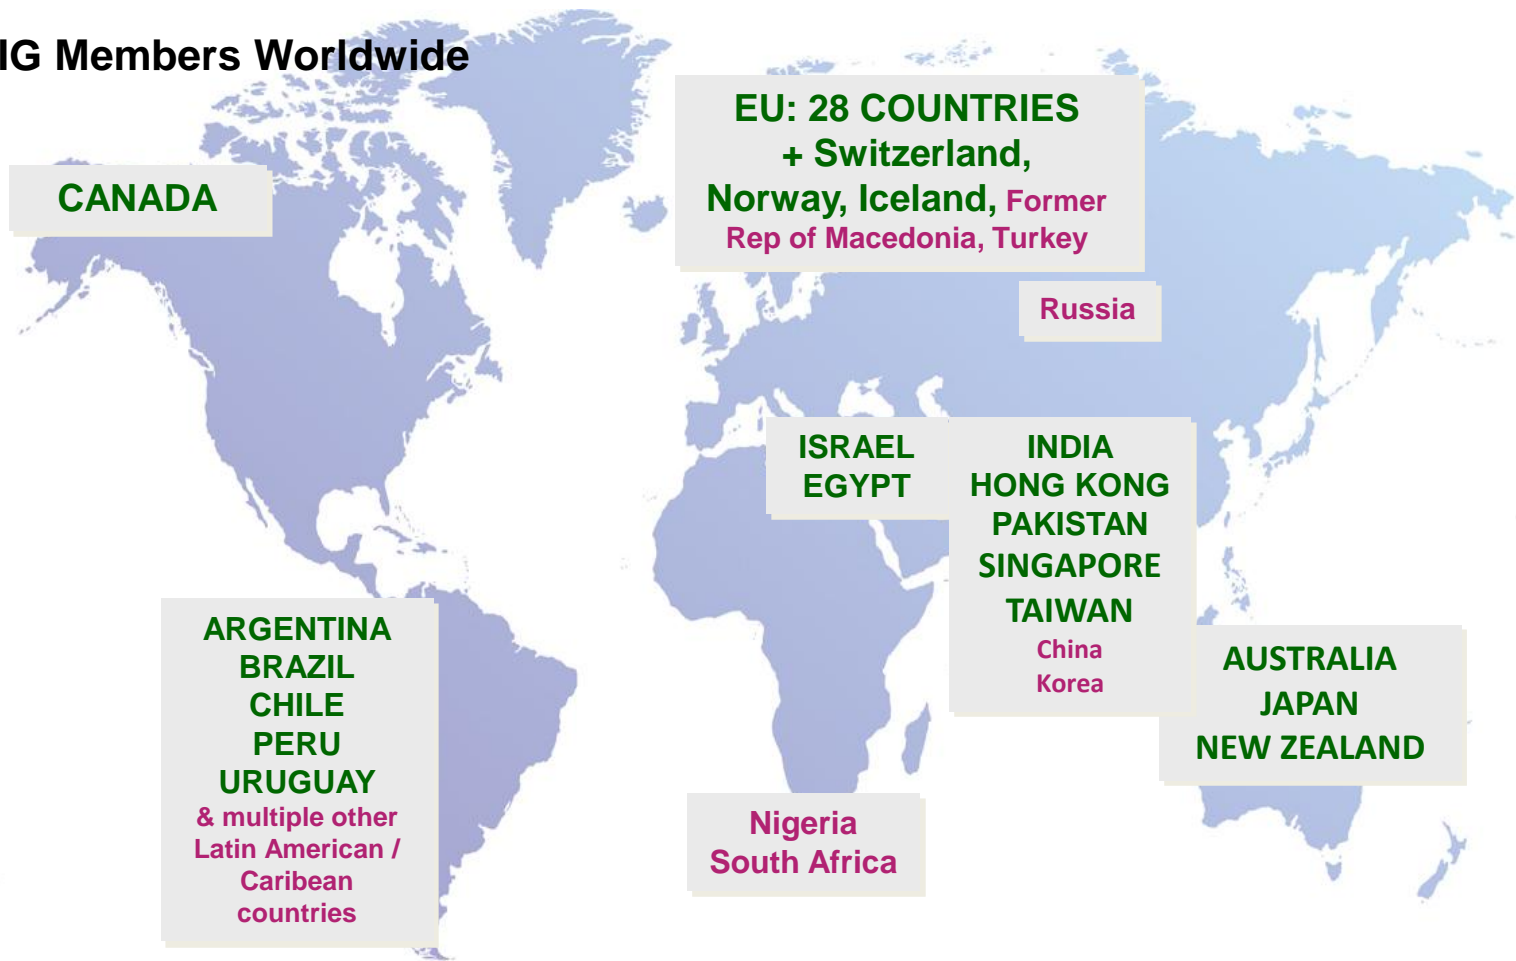 IG Members Worldwide
EU: 28 COUNTRIES
+ Switzerland,
Norway, Iceland, Former
Rep of Macedonia, Turkey
CANADA
Russia
ISRAEL
EGYPT
INDIA
HONG KONG
PAKISTAN
SINGAPORE
TAIWAN
China
Korea
AUSTRALIA
JAPAN
NEW ZEALAND
ARGENTINA
BRAZIL
CHILE
PERU
URUGUAY
& multiple other
Latin American /
Caribean
countries
Nigeria
South Africa